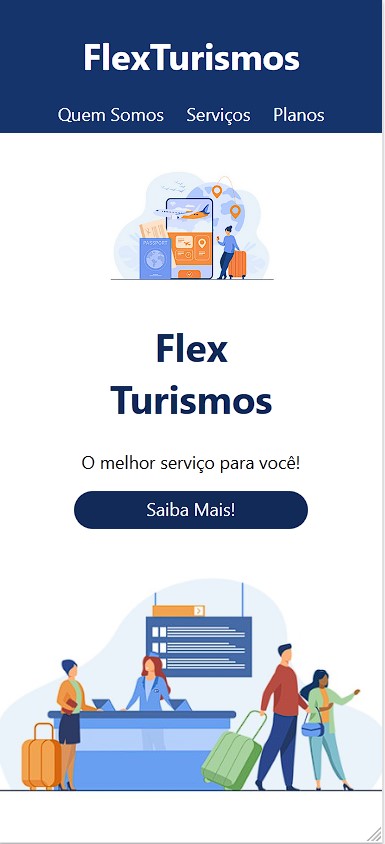 FlexTurismos
Quem Somos Serviços Planos
PASSPORT
Flex
Turismos
O melhor serviço para você!
Saiba Mais!